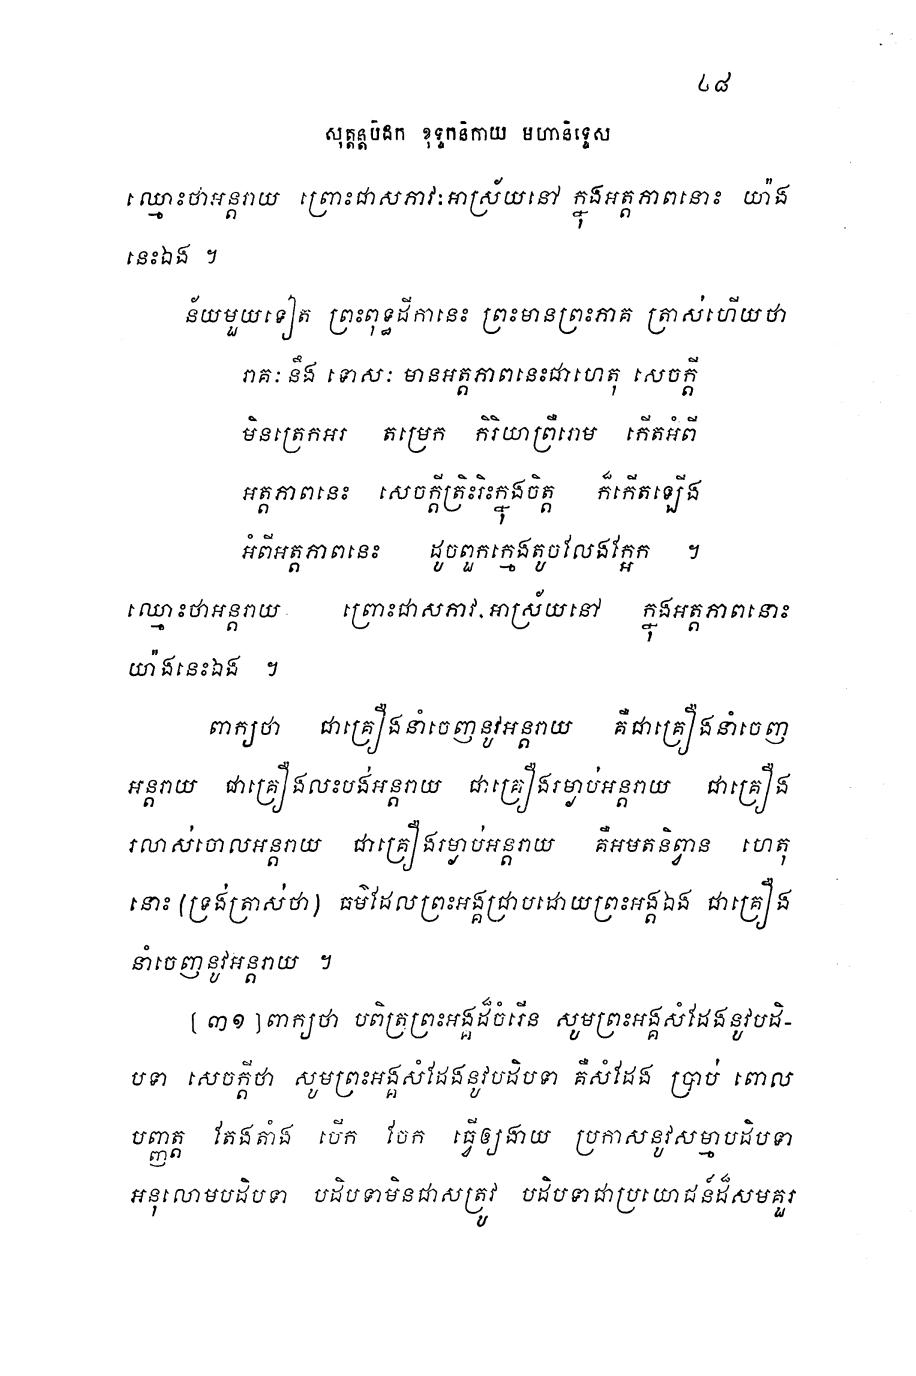 ៤៨
សុត្តន្តបិដក ខុទ្ទកនិកាយ មហានិទ្ទេស
ឈ្មោះថាអន្តរាយ ព្រោះជាសភាវៈអាស្រ័យនៅ ក្នុងអត្តភាពនោះ យ៉ាង
នេះឯង ។
ន័យមួយទៀត ព្រះពុទ្ធដីកានេះ ព្រះមានព្រះភាគ ត្រាស់ហើយថា
រាគៈ នឹង ទោសៈ មានអត្តភាពនេះជាហេតុ សេចក្តី
មិនត្រេកអរ តម្រេក កិរិយាព្រឺរោម កើតអំពី
អត្តភាពនេះ សេចក្តីត្រិះរិះក្នុងចិត្ត ក៏កើតឡើង
អំពីអត្តភាពនេះ ដូចពួកក្មេងតូចលែងក្អែក ។
ឈ្មោះថាអន្តរាយ ព្រោះជាសភាវៈអាស្រ័យនៅ ក្នុងអត្តភាពនោះ
យ៉ាងនេះឯង ។
ពាក្យថា ជាគ្រឿងនាំចេញនូវអន្តរាយ គឺជាគ្រឿងនាំចេញ
អន្តរាយ ជាគ្រឿងលះបង់អន្តរាយ ជាគ្រឿងរម្ងាប់អន្តរាយ ជាគ្រឿង
រលាស់ចោលអន្តរាយ ជាគ្រឿងរម្ងាប់អន្តរាយ គឺអមតនិព្វាន ហេតុ
នោះ (ទ្រង់ត្រាស់ថា) ធម៌ដែលព្រះអង្គជ្រាបដោយព្រះអង្គឯង ជាគ្រឿង
នាំចេញនូវអន្តរាយ ។
[៣១] ពាក្យថា បពិត្រព្រះអង្គដ៏ចំរើន សូមព្រះអង្គសំដែងនូវបដិ-
បទា សេចក្តីថា សូមព្រះអង្គសំដែងនូវបដិបទា គឺសំដែង ប្រាប់ ពោល
បញ្ញត្ត តែងតាំង បើក ចែក ធ្វើឲ្យងាយ ប្រកាសនូវសម្មាបដិបទា
អនុលោមបដិបទា បដិបទាមិនជាសត្រូវ បដិបទាជាប្រយោជន៍ដ៏សមគួរ